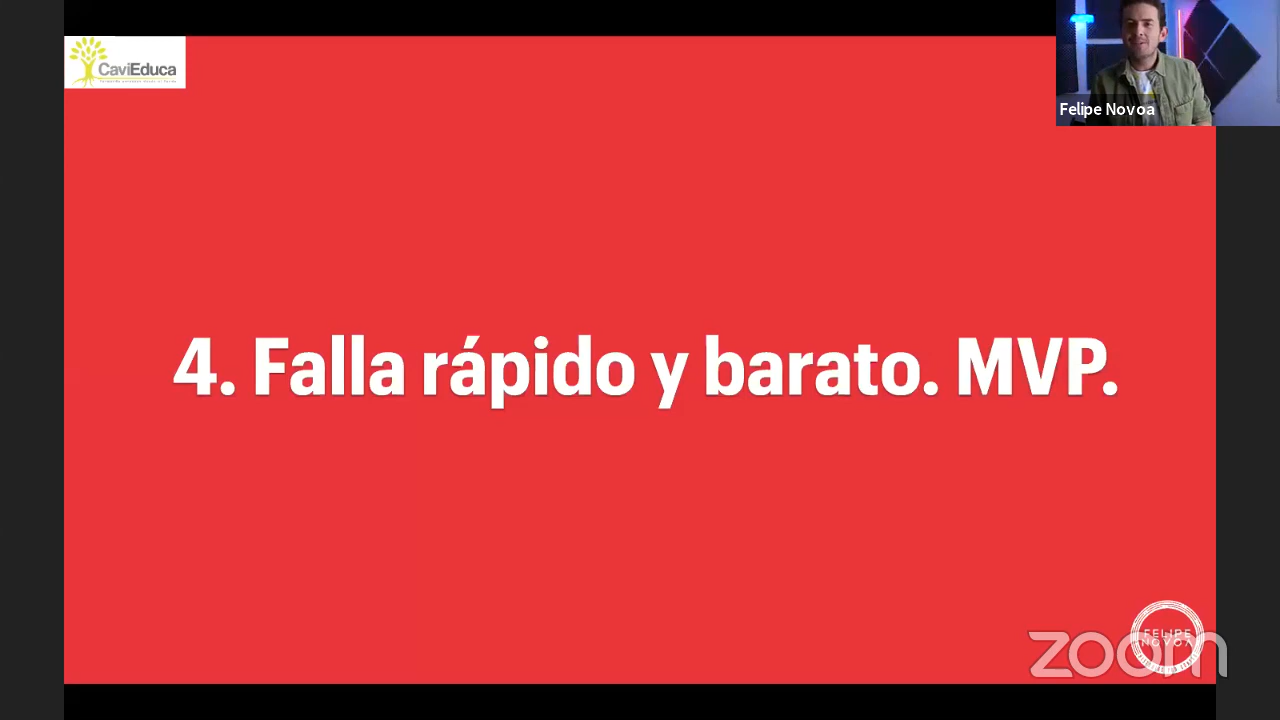 CaviEduca
Felipe Novoa
4. Falla rápido y barato. MVP.
FELIPE
NOVOA
zoom